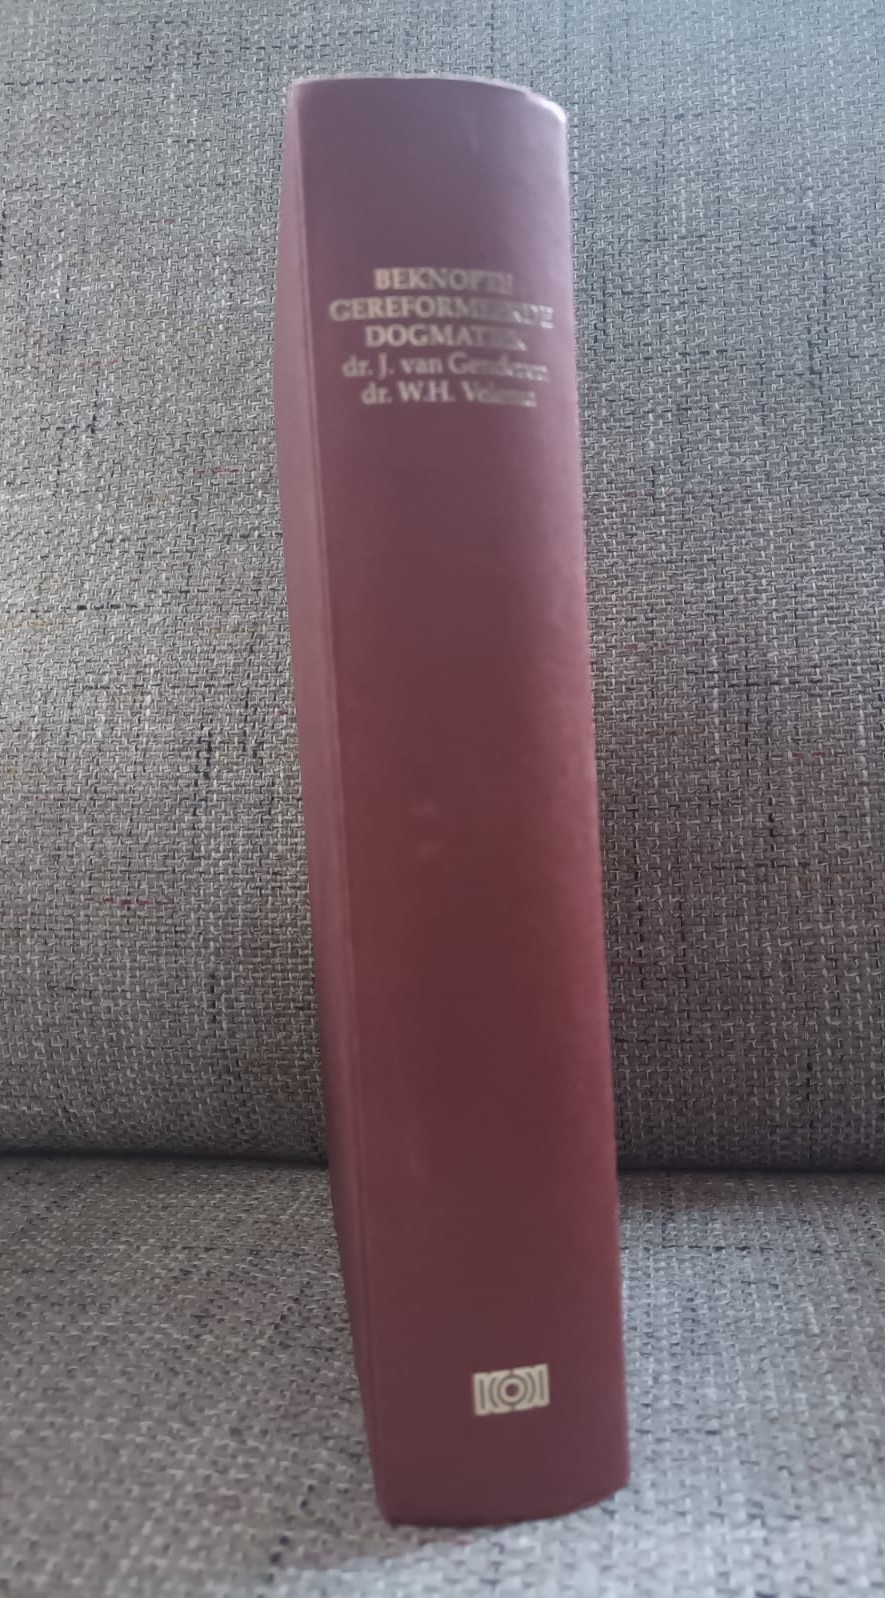 BEKNOPTE
GEREFORMEERDE
DOGMATIEK
dr. J. van Genderen
dr. W.H. Velema